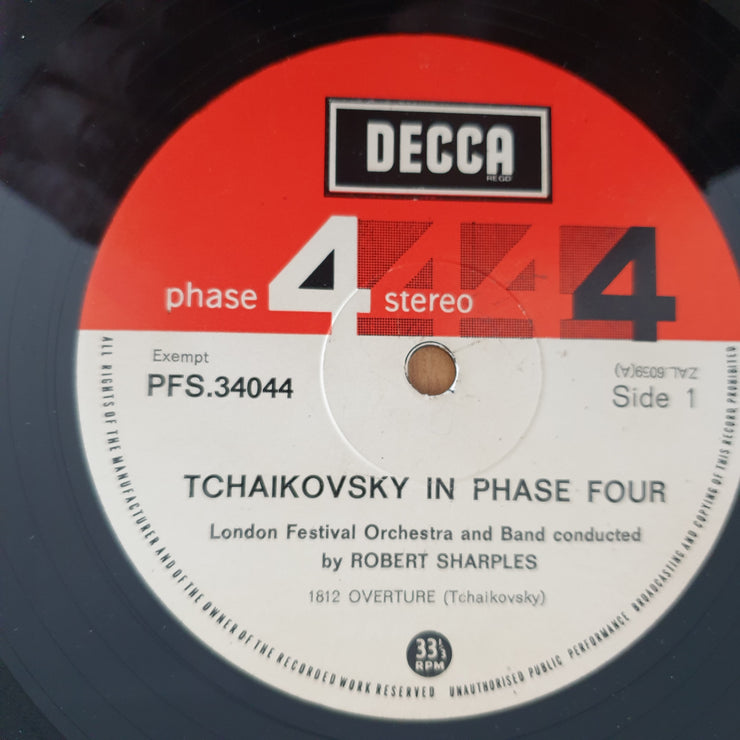 DECCA
REGD
phase 4 stereo 4
Exempt
PFS.34044
ZAL.6059(A)
Side 1
TCHAIKOVSKY IN PHASE FOUR
London Festival Orchestra and Band conducted
by ROBERT SHARPLES
1812 OVERTURE (Tchaikovsky)
33⅓
RPM
ALL RIGHTS OF THE MANUFACTURER AND OF THE OWNER OF THE RECORDED WORK RESERVED UNAUTHORISED PUBLIC PERFORMANCE BROADCASTING AND COPYING OF THIS RECORD PROHIBITED